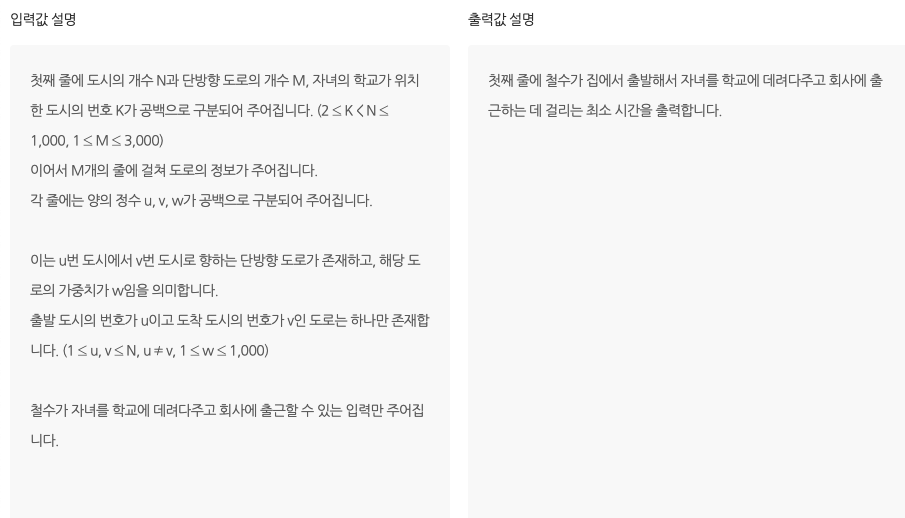 입력값 설명
첫째 줄에 도시의 개수 N과 단방향 도로의 개수 M, 자녀의 학교가 위치
한 도시의 번호 K가 공백으로 구분되어 주어집니다. (2 ≤ K < N ≤
1,000, 1 ≤ M ≤ 3,000)
이어서 M개의 줄에 걸쳐 도로의 정보가 주어집니다.
각 줄에는 양의 정수 u, v, w가 공백으로 구분되어 주어집니다.
이는 u번 도시에서 v번 도시로 향하는 단방향 도로가 존재하고, 해당 도
로의 가중치가 w임을 의미합니다.
출발 도시의 번호가 u이고 도착 도시의 번호가 v인 도로는 하나만 존재합
니다. (1 ≤ u, v ≤ N, u ≠ v, 1 ≤ w ≤ 1,000)
철수가 자녀를 학교에 데려다주고 회사에 출근할 수 있는 입력만 주어집
니다.
출력값 설명
첫째 줄에 철수가 집에서 출발해서 자녀를 학교에 데려다주고 회사에 출
근하는 데 걸리는 최소 시간을 출력합니다.